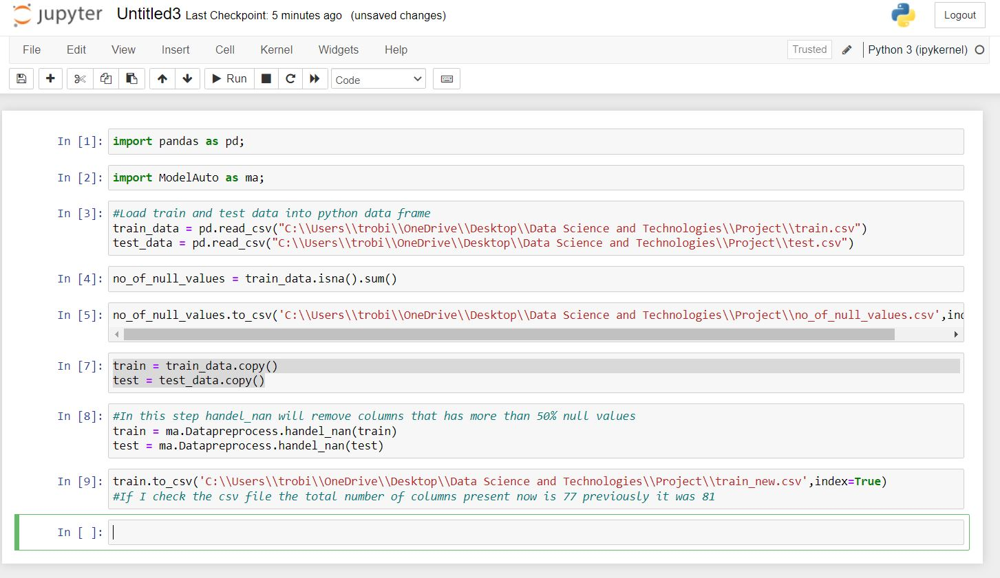 jupyter Untitled3 Last Checkpoint: 5 minutes ago (unsaved changes) Logout
File Edit View Insert Cell Kernel Widgets Help Trusted Python 3 (ipykernel)
Run Code
In [1]: import pandas as pd;
In [2]: import ModelAuto as ma;
In [3]: #Load train and test data into python data frame
train_data = pd.read_csv("C:\\Users\\trobi\\OneDrive\\Desktop\\Data Science and Technologies\\Project\\train.csv")
test_data = pd.read_csv("C:\\Users\\trobi\\OneDrive\\Desktop\\Data Science and Technologies\\Project\\test.csv")
In [4]: no_of_null_values = train_data.isna().sum()
In [5]: no_of_null_values.to_csv('C:\\Users\\trobi\\OneDrive\\Desktop\\Data Science and Technologies\\Project\\no_of_null_values.csv',ind
In [7]: train = train_data.copy()
test = test_data.copy()
In [8]: #In this step handel_nan will remove columns that has more than 50% null values
train = ma.Datapreprocess.handel_nan(train)
test = ma.Datapreprocess.handel_nan(test)
In [9]: train.to_csv('C:\\Users\\trobi\\OneDrive\\Desktop\\Data Science and Technologies\\Project\\train_new.csv',index=True)
#If I check the csv file the total number of columns present now is 77 previously it was 81
In [ ]: